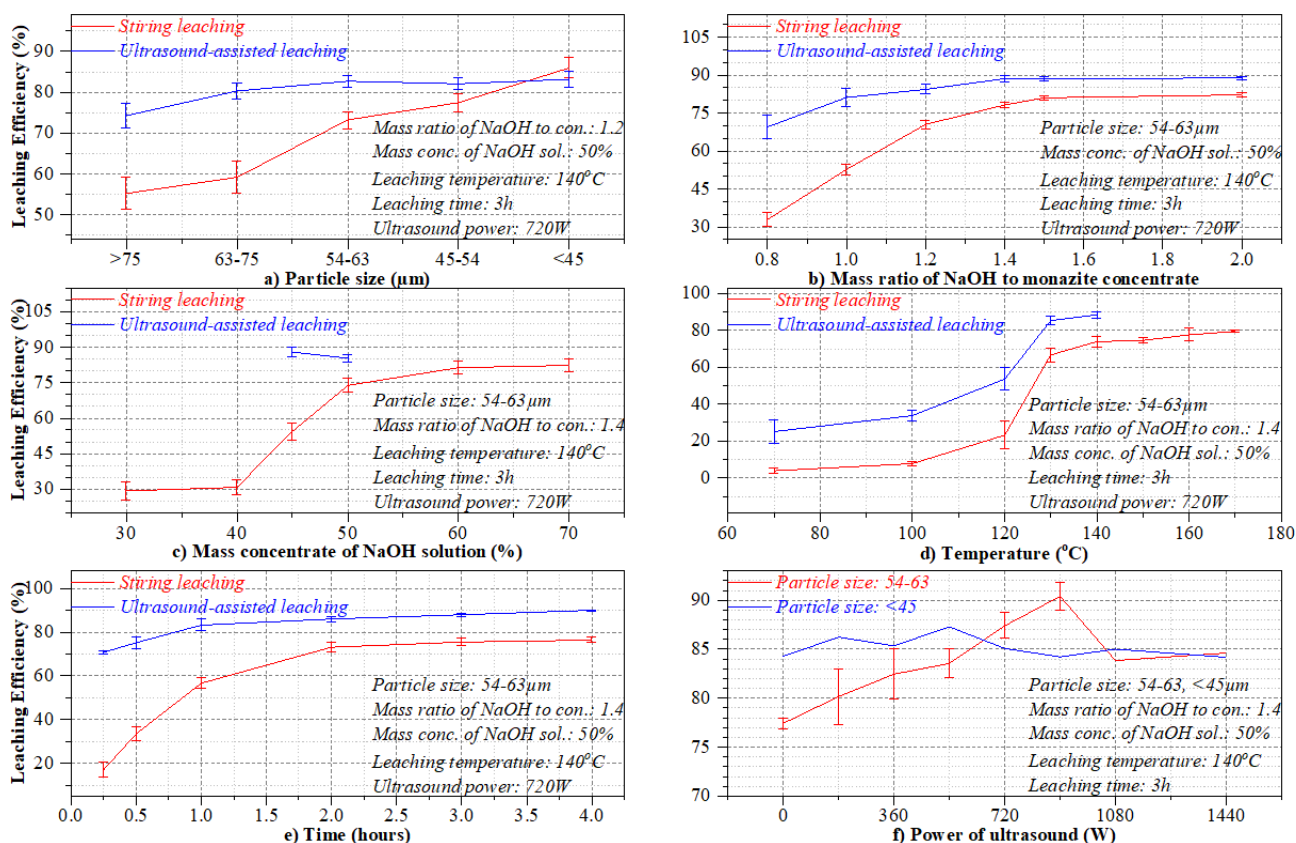 Leaching Efficiency (%)
90
80
70
60
50
Stiring leaching
Ultrasound-assisted leaching
Mass ratio of NaOH to con.: 1.2
Mass conc. of NaOH sol.: 50%
Leaching temperature: 140°C
Leaching time: 3h
Ultrasound power: 720W
>75 63-75 54-63 45-54 <45
a) Particle size (µm)
105
90
75
60
45
30
Stiring leaching
Ultrasound-assisted leaching
Particle size: 54-63µm
Mass conc. of NaOH sol.: 50%
Leaching temperature: 140°C
Leaching time: 3h
Ultrasound power: 720W
0.8 1.0 1.2 1.4 1.6 1.8 2.0
b) Mass ratio of NaOH to monazite concentrate
Leaching Efficiency (%)
105
90
75
60
45
30
Stiring leaching
Ultrasound-assisted leaching
Particle size: 54-63µm
Mass ratio of NaOH to con.: 1.4
Leaching temperature: 140°C
Leaching time: 3h
Ultrasound power: 720W
30 40 50 60 70
c) Mass concentrate of NaOH solution (%)
100
80
60
40
20
0
Stiring leaching
Ultrasound-assisted leaching
Particle size: 54-63µm
Mass ratio of NaOH to con.: 1.4
Mass conc. of NaOH sol.: 50%
Leaching time: 3h
Ultrasound power: 720W
60 80 100 120 140 160 180
d) Temperature (°C)
Leaching Efficiency (%)
100
80
60
40
20
Stiring leaching
Ultrasound-assisted leaching
Particle size: 54-63µm
Mass ratio of NaOH to con.: 1.4
Mass conc. of NaOH sol.: 50%
Leaching temperature: 140°C
Ultrasound power: 720W
0.0 0.5 1.0 1.5 2.0 2.5 3.0 3.5 4.0
e) Time (hours)
90
85
80
75
70
Particle size: 54-63
Particle size: <45
Particle size: 54-63, <45µm
Mass ratio of NaOH to con.: 1.4
Mass conc. of NaOH sol.: 50%
Leaching temperature: 140°C
Leaching time: 3h
0 360 720 1080 1440
f) Power of ultrasound (W)